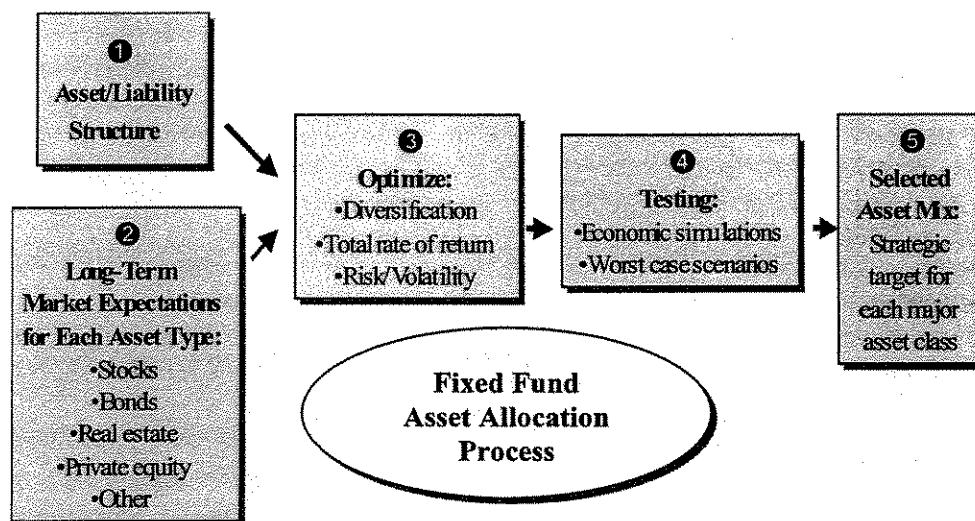 ❶
Asset/Liability
Structure
❷
Long-Term
Market Expectations
for Each Asset Type:
•Stocks
•Bonds
•Real estate
•Private equity
•Other
❸
Optimize:
•Diversification
•Total rate of return
•Risk/Volatility
❹
Testing:
•Economic simulations
•Worst case scenarios
❺
Selected
Asset Mix:
Strategic
target for
each major
asset class
Fixed Fund
Asset Allocation
Process